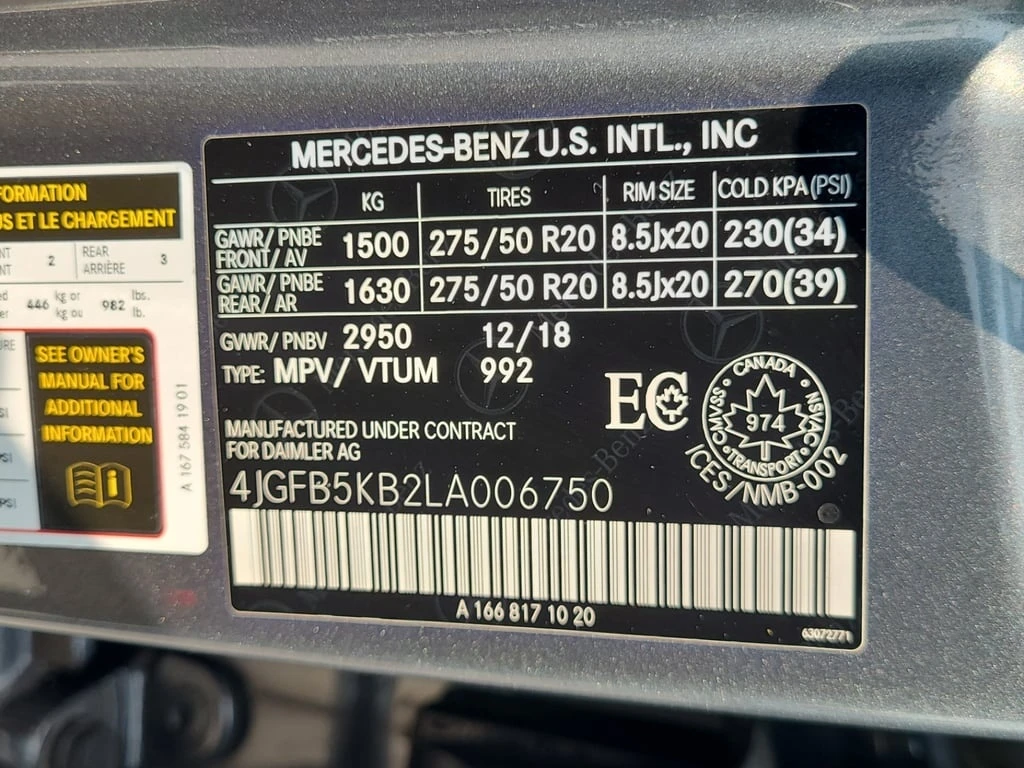 MERCEDES-BENZ U.S. INTL., INC
KG TIRES RIM SIZE COLD KPA(PSI)
GAWR/ PNBE FRONT/ AV 1500 275/50 R20 8.5Jx20 230(34)
GAWR/ PNBE REAR/ AR 1630 275/50 R20 8.5Jx20 270(39)
GVWR/ PNBV 2950 12/18
TYPE: MPV/ VTUM 992
MANUFACTURED UNDER CONTRACT
FOR DAIMLER AG
4JGFB5KB2LA006750
A 166 817 10 20
63072771
EC
CANADA
CMVSS
974
NSVAC
TRANSPORT
ICES/NMB-002
ET LE CHARGEMENT
2 REAR 3
ARRIÈRE
446 kg or 982 lbs.
kg ou lb.
SEE OWNER'S
MANUAL FOR
ADDITIONAL
INFORMATION
A 167 584 19 01
Mercedes-Benz